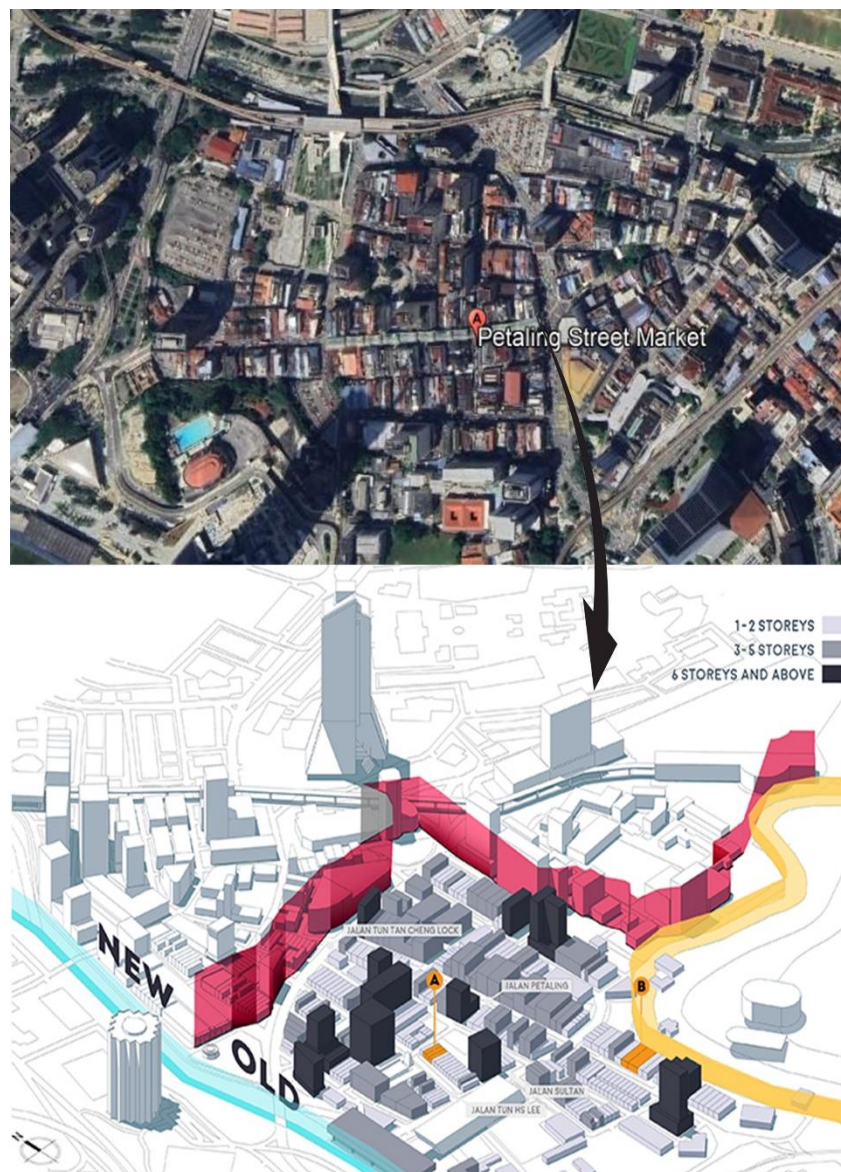 A
Petaling Street Market
1-2 STOREYS
3-5 STOREYS
6 STOREYS AND ABOVE
NEW
OLD
JALAN TUN TAN CHENG LOCK
A
JALAN PETALING
B
JALAN SULTAN
JALAN TUN HS LEE
N